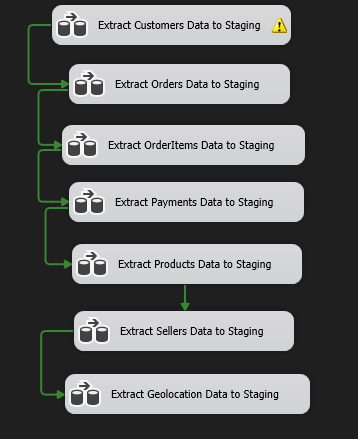 Extract Customers Data to Staging
Extract Orders Data to Staging
Extract OrderItems Data to Staging
Extract Payments Data to Staging
Extract Products Data to Staging
Extract Sellers Data to Staging
Extract Geolocation Data to Staging